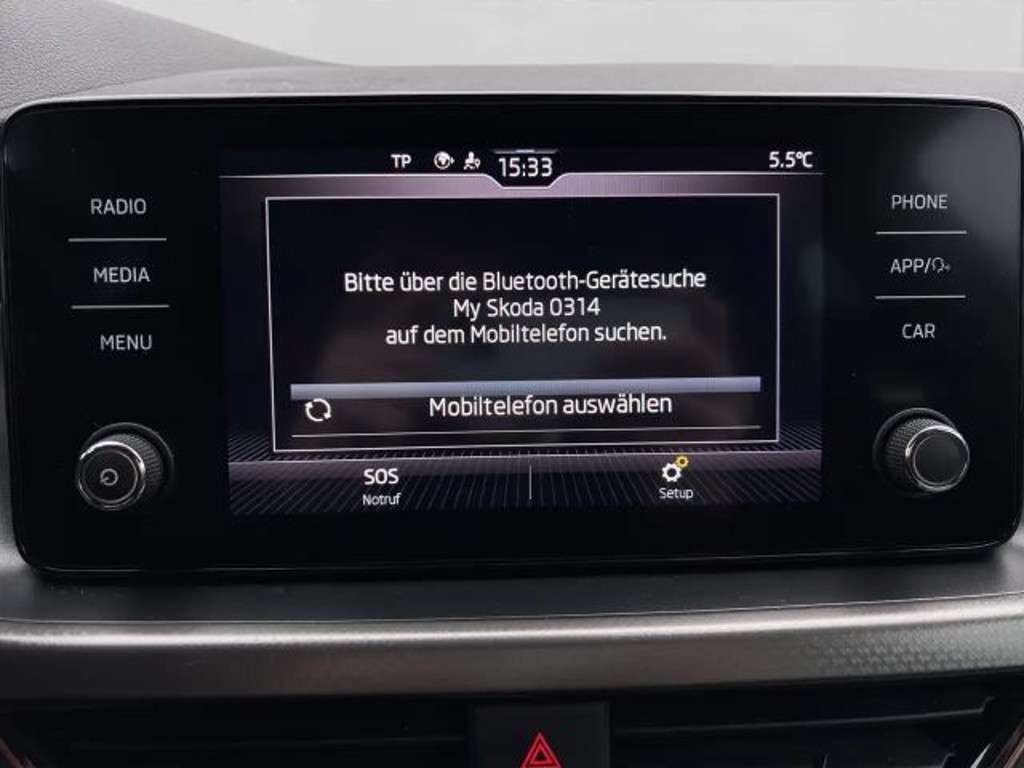 TP 15:33 5.5°C
RADIO
MEDIA
MENU
PHONE
APP/
CAR
Bitte über die Bluetooth-Gerätesuche
My Skoda 0314
auf dem Mobiltelefon suchen.
Mobiltelefon auswählen
SOS
Notruf
Setup